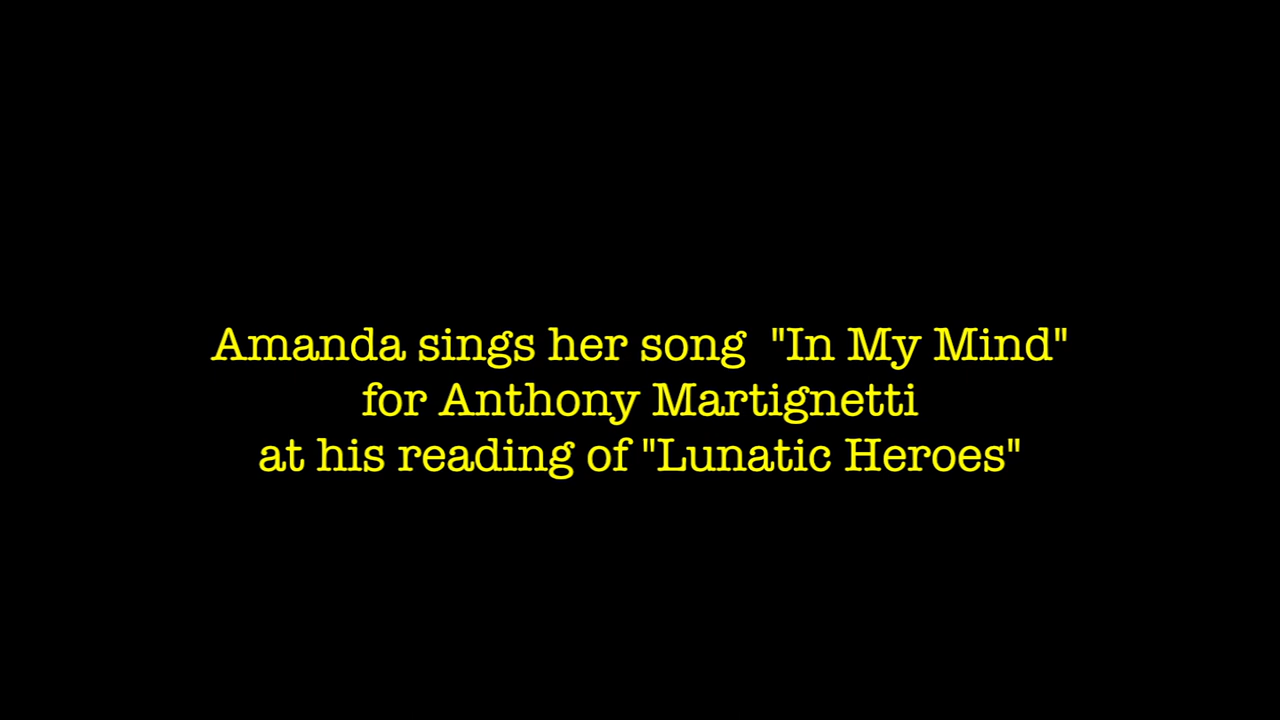 Amanda sings her song  "In My Mind"
for Anthony Martignetti
at his reading of "Lunatic Heroes"